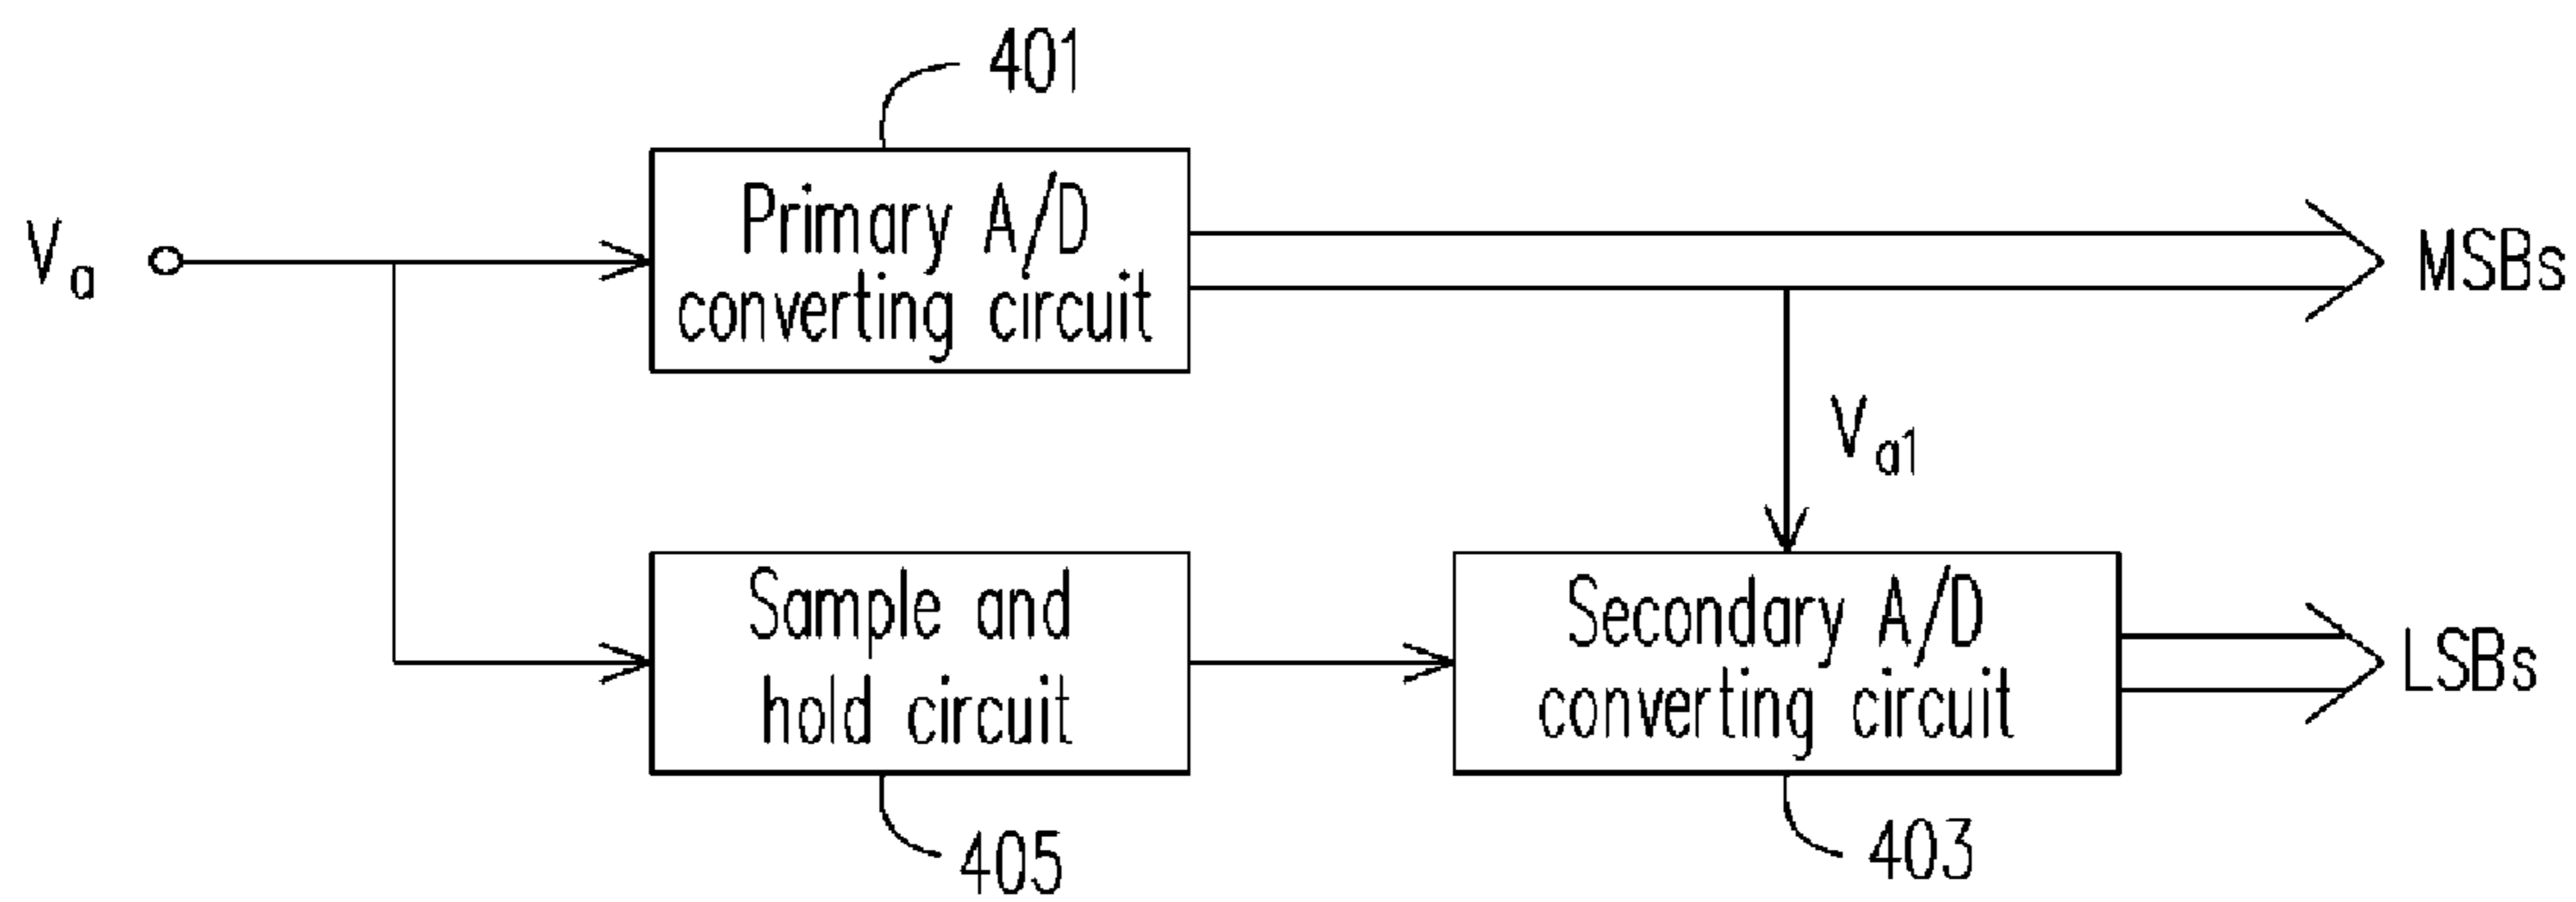 401
Primary A/D
converting circuit
Va
MSBs
Va1
Sample and
hold circuit
Secondary A/D
converting circuit
LSBs
405
403